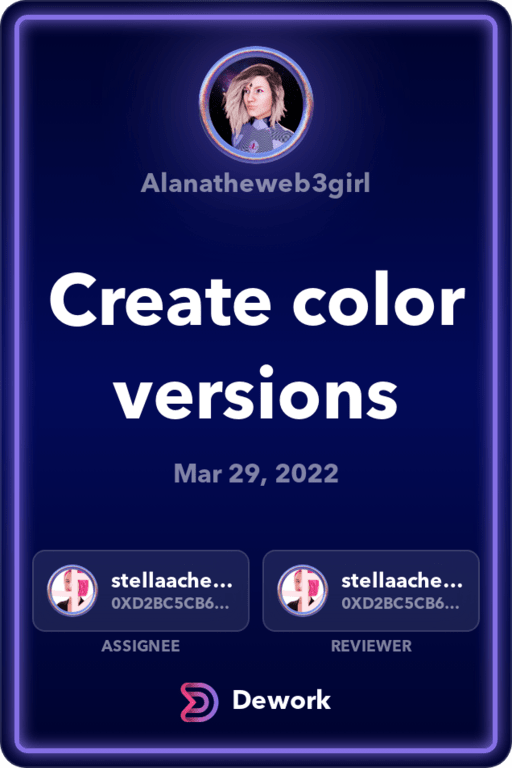 Alanatheweb3girl
Create color
versions
Mar 29, 2022
stellaache...
0XD2BC5CB6...
ASSIGNEE
stellaache...
0XD2BC5CB6...
REVIEWER
Dework